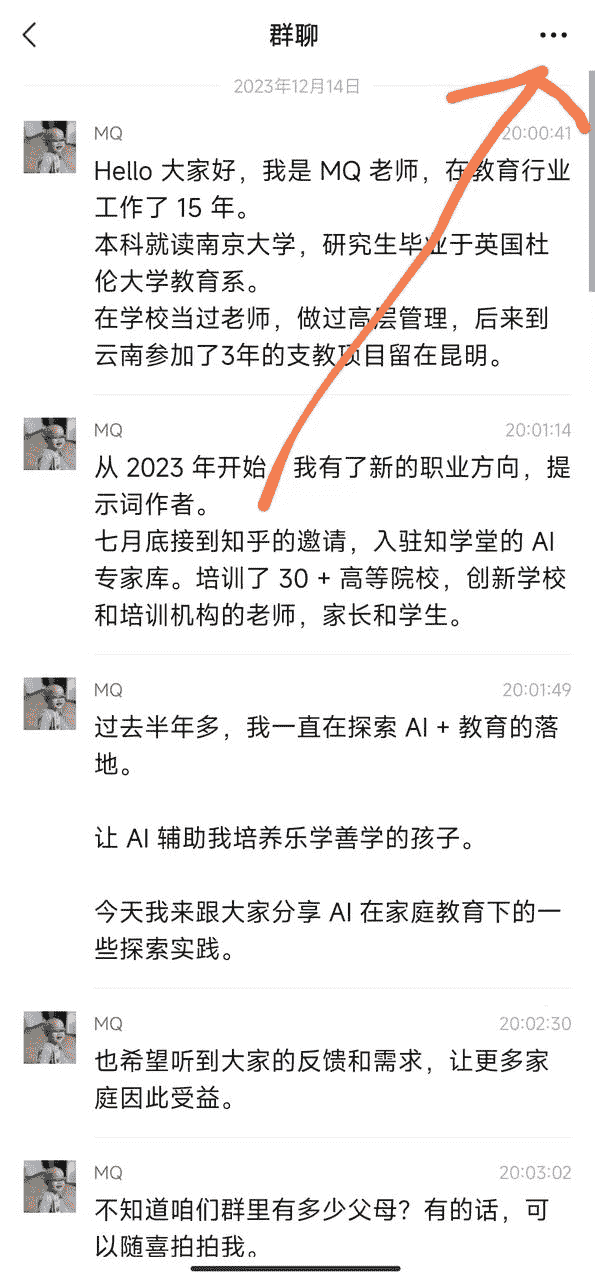 群聊
2023年12月14日
MQ 20:00:41
Hello 大家好，我是 MQ 老师，在教育行业
工作了 15 年。
本科就读南京大学，研究生毕业于英国杜
伦大学教育系。
在学校当过老师，做过高层管理，后来到
云南参加了3年的支教项目留在昆明。
MQ 20:01:14
从 2023 年开始，我有了新的职业方向，提
示词作者。
七月底接到知乎的邀请，入驻知学堂的 AI
专家库。培训了 30 + 高等院校，创新学校
和培训机构的老师，家长和学生。
MQ 20:01:49
过去半年多，我一直在探索 AI + 教育的落
地。
让 AI 辅助我培养乐学善学的孩子。
今天我来跟大家分享 AI 在家庭教育下的一
些探索实践。
MQ 20:02:30
也希望听到大家的反馈和需求，让更多家
庭因此受益。
MQ 20:03:02
不知道咱们群里有多少父母？有的话，可
以随喜拍拍我。